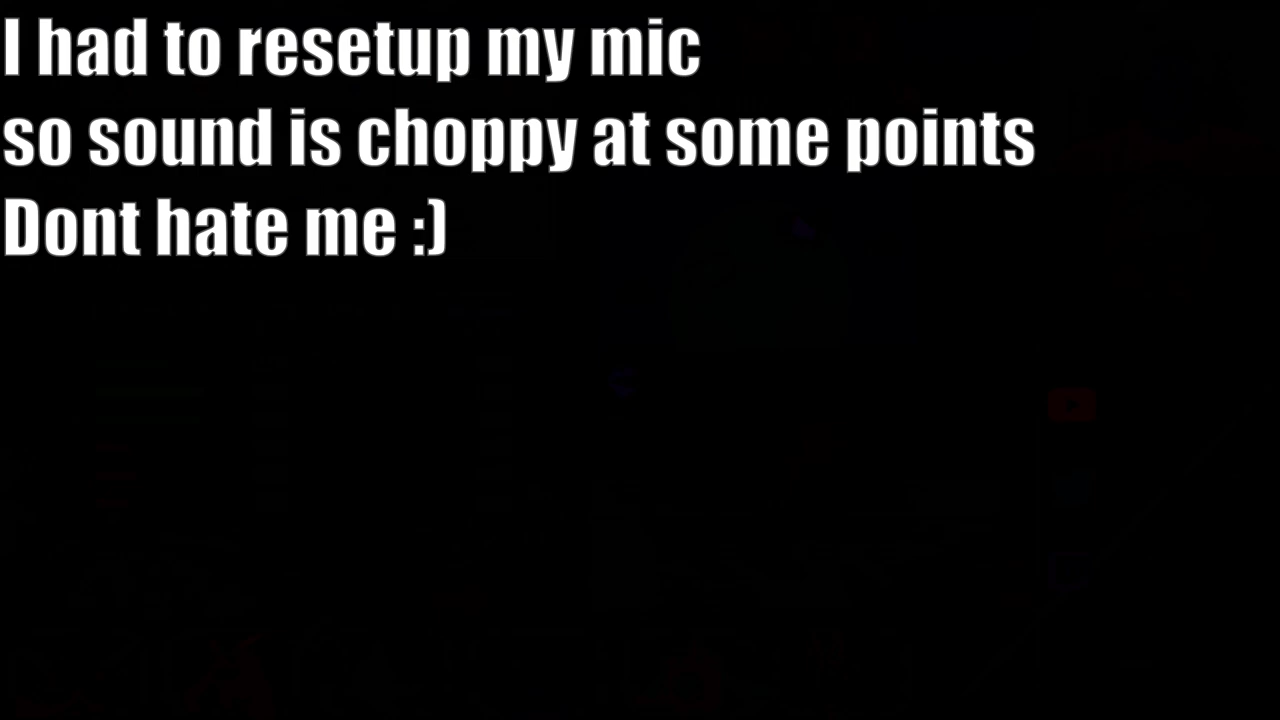 I had to resetup my mic
so sound is choppy at some points
Dont hate me :)